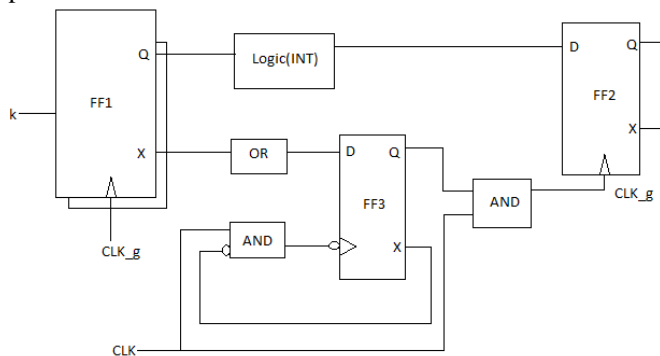 Q
Logic(INT)
D
Q
FF1
FF2
k
X
OR
D
Q
X
CLK_g
AND
FF3
AND
CLK_g
X
CLK